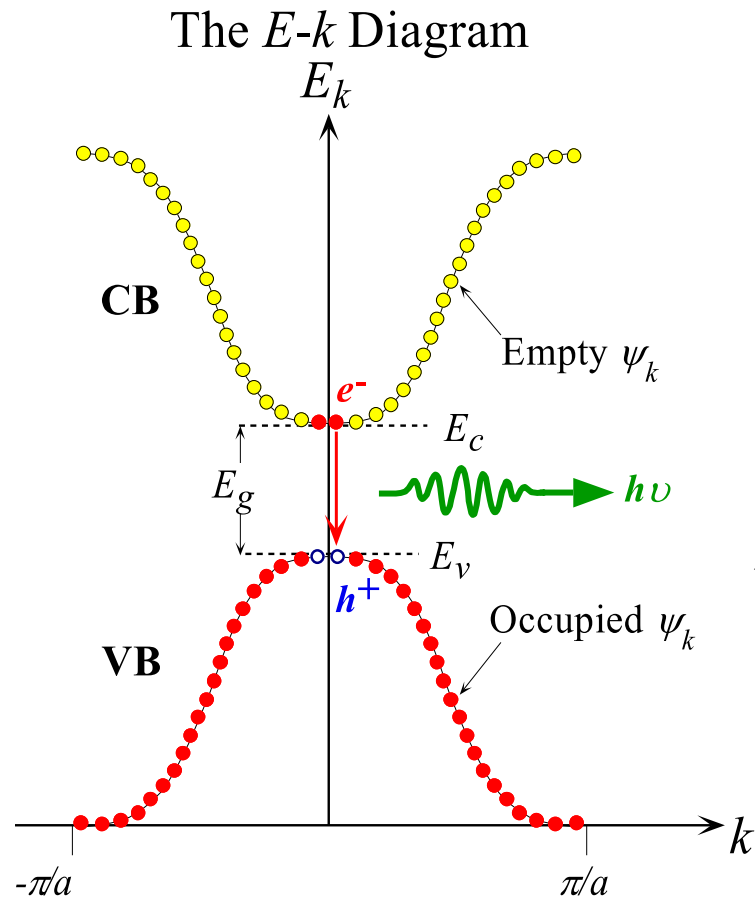 The E-k Diagram
E_k
CB
Empty ψ_k
e-
E_c
E_g
hυ
E_v
h+
Occupied ψ_k
VB
k
-π/a
π/a